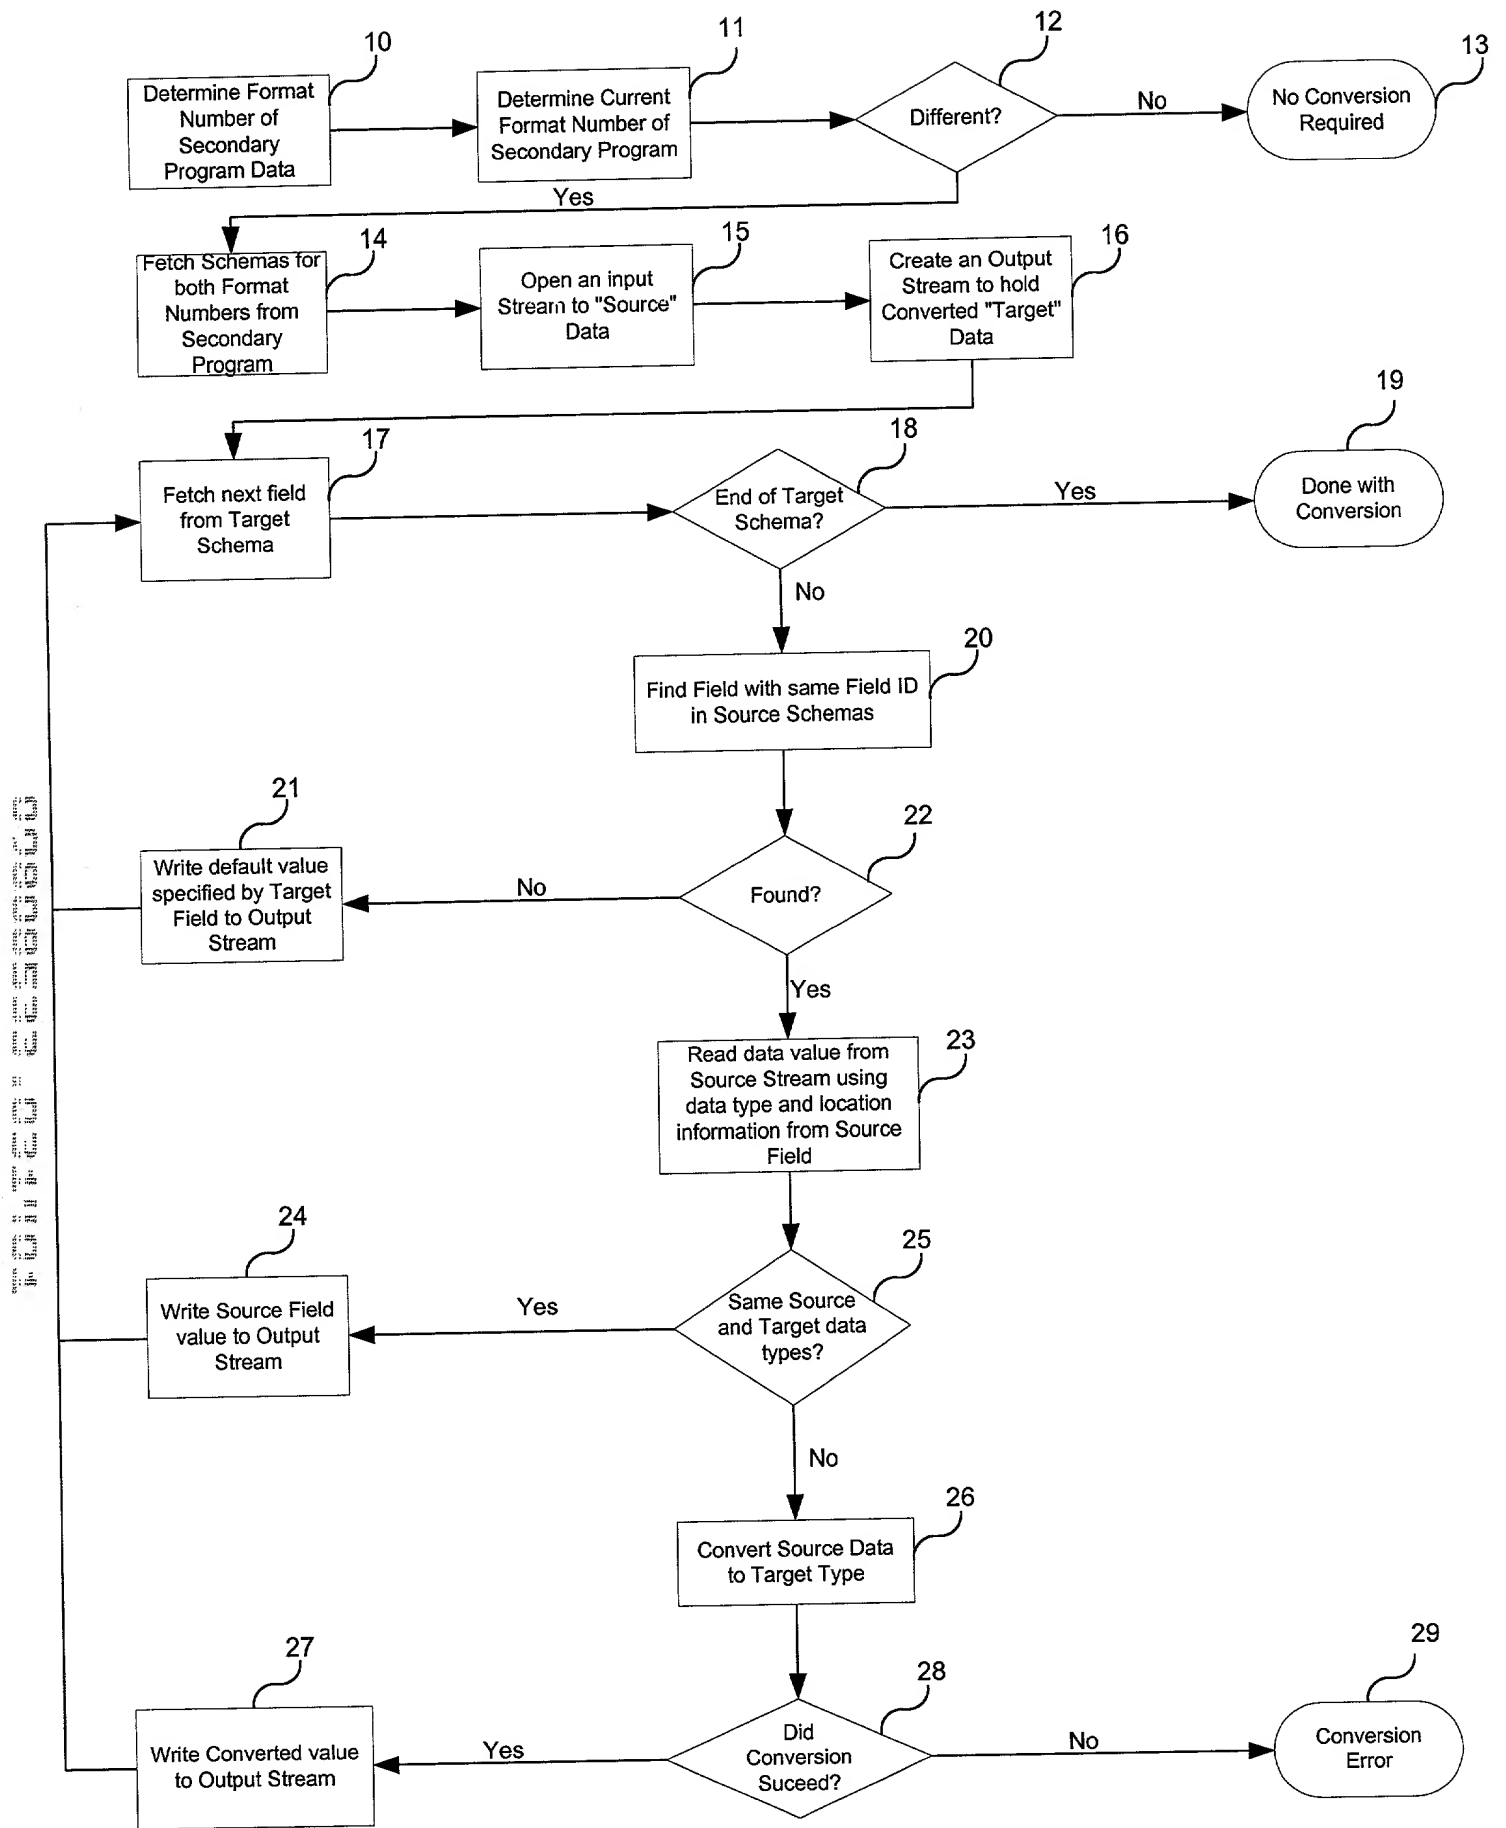 10
11
12
13
Determine Format
Number of
Secondary
Program Data
Determine Current
Format Number of
Secondary Program
Different?
No
No Conversion
Required
Yes
14
15
16
Fetch Schemas for
both Format
Numbers from
Secondary
Program
Open an input
Stream to "Source"
Data
Create an Output
Stream to hold
Converted "Target"
Data
17
18
19
Fetch next field
from Target
Schema
End of Target
Schema?
Yes
Done with
Conversion
No
20
Find Field with same Field ID
in Source Schemas
21
22
Write default value
specified by Target
Field to Output
Stream
No
Found?
Yes
23
Read data value from
Source Stream using
data type and location
information from Source
Field
24
25
Write Source Field
value to Output
Stream
Yes
Same Source
and Target data
types?
No
26
Convert Source Data
to Target Type
27
28
29
Write Converted value
to Output Stream
Yes
Did
Conversion
Suceed?
No
Conversion
Error